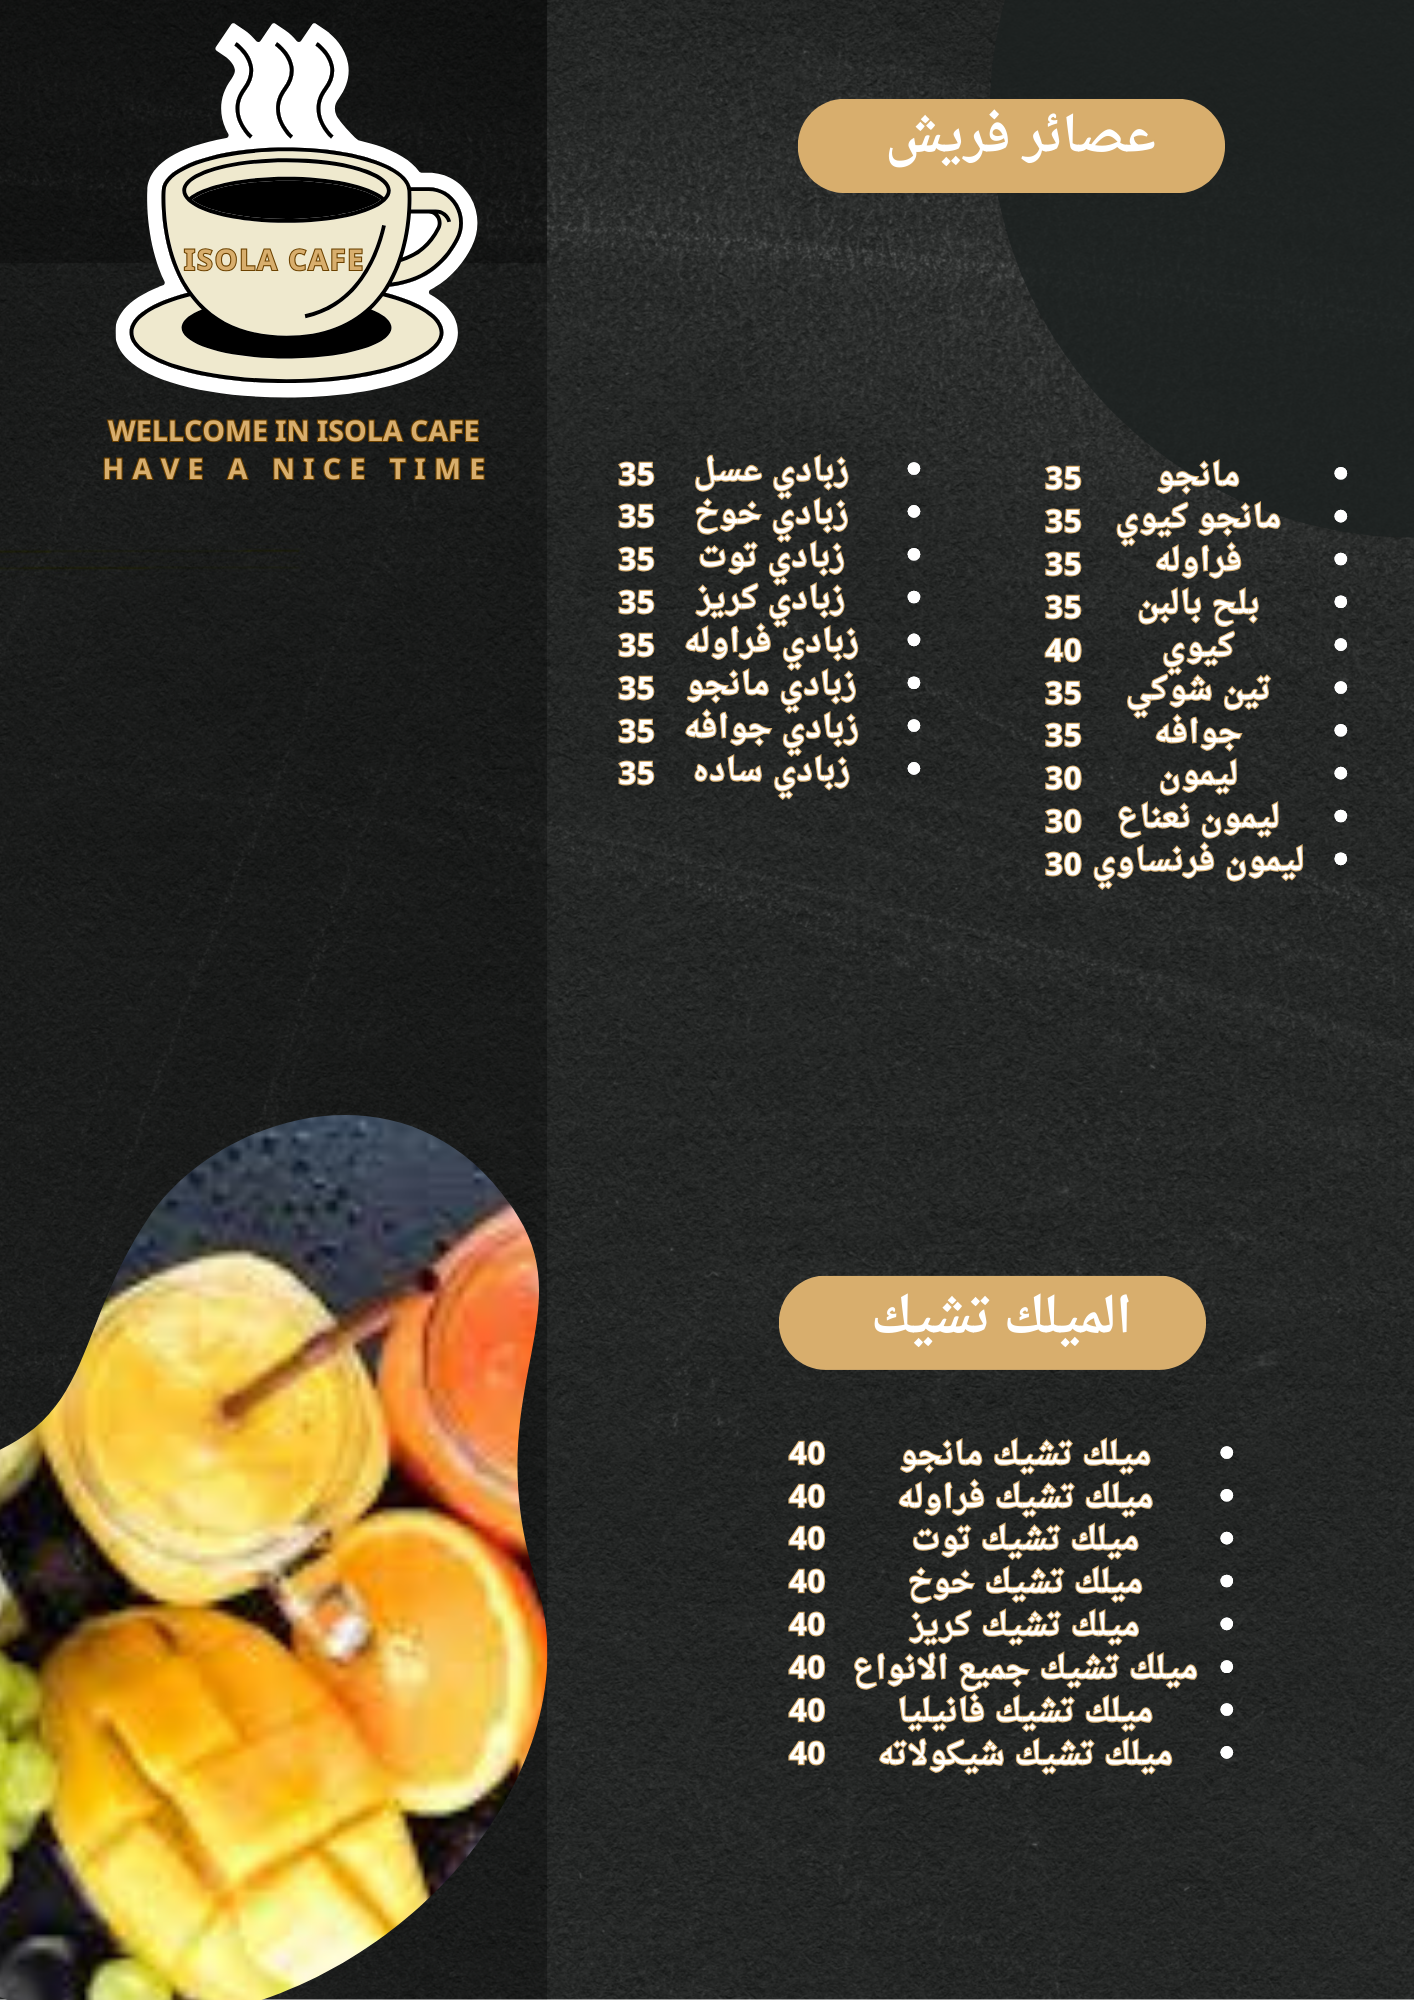 ISOLA CAFE
WELLCOME IN ISOLA CAFE
HAVE A NICE TIME
عصائر فريش
مانجو 35
مانجو كيوي 35
فراوله 35
بلح بالبن 35
كيوي 40
تين شوكي 35
جوافه 35
ليمون 30
ليمون نعناع 30
ليمون فرنساوي 30
زبادي عسل 35
زبادي خوخ 35
زبادي توت 35
زبادي كريز 35
زبادي فراوله 35
زبادي مانجو 35
زبادي جوافه 35
زبادي ساده 35
الميلك تشيك
ميلك تشيك مانجو 40
ميلك تشيك فراوله 40
ميلك تشيك توت 40
ميلك تشيك خوخ 40
ميلك تشيك كريز 40
ميلك تشيك جميع الانواع 40
ميلك تشيك فانيليا 40
ميلك تشيك شيكولاته 40